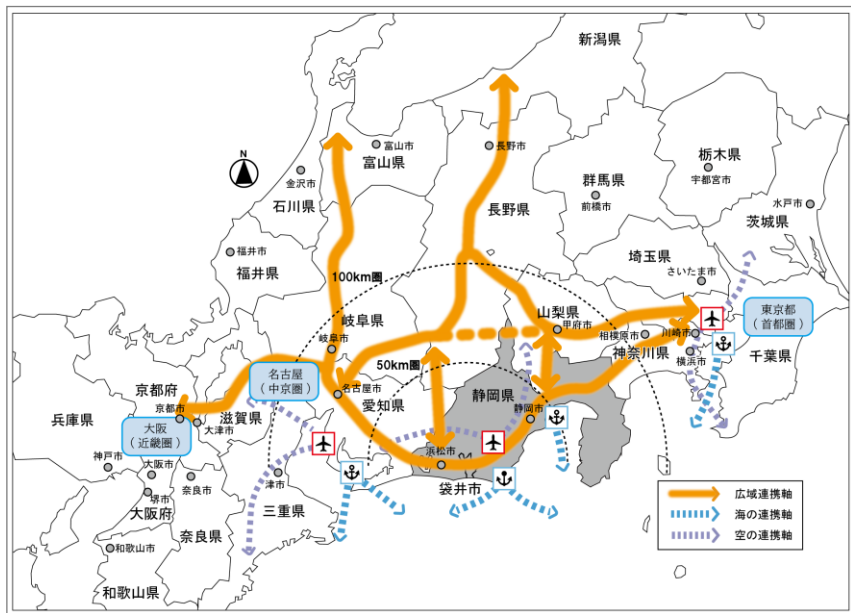 新潟県
N
富山市
富山県
長野市
長野県
金沢市
石川県
群馬県
前橋市
栃木県
宇都宮市
水戸市
茨城県
福井市
福井県
埼玉県
さいたま市
100km圏
岐阜県
岐阜市
山梨県
甲府市
相模原市
神奈川県
川崎市
横浜市
東京都
(首都圏)
千葉県
50km圏
名古屋
(中京圏)
名古屋市
愛知県
静岡県
静岡市
浜松市
袋井市
京都府
京都市
滋賀県
大津市
兵庫県
大阪
(近畿圏)
神戸市
大阪市
堺市
大阪府
奈良市
奈良県
津市
三重県
和歌山市
和歌山県
広域連携軸
海の連携軸
空の連携軸